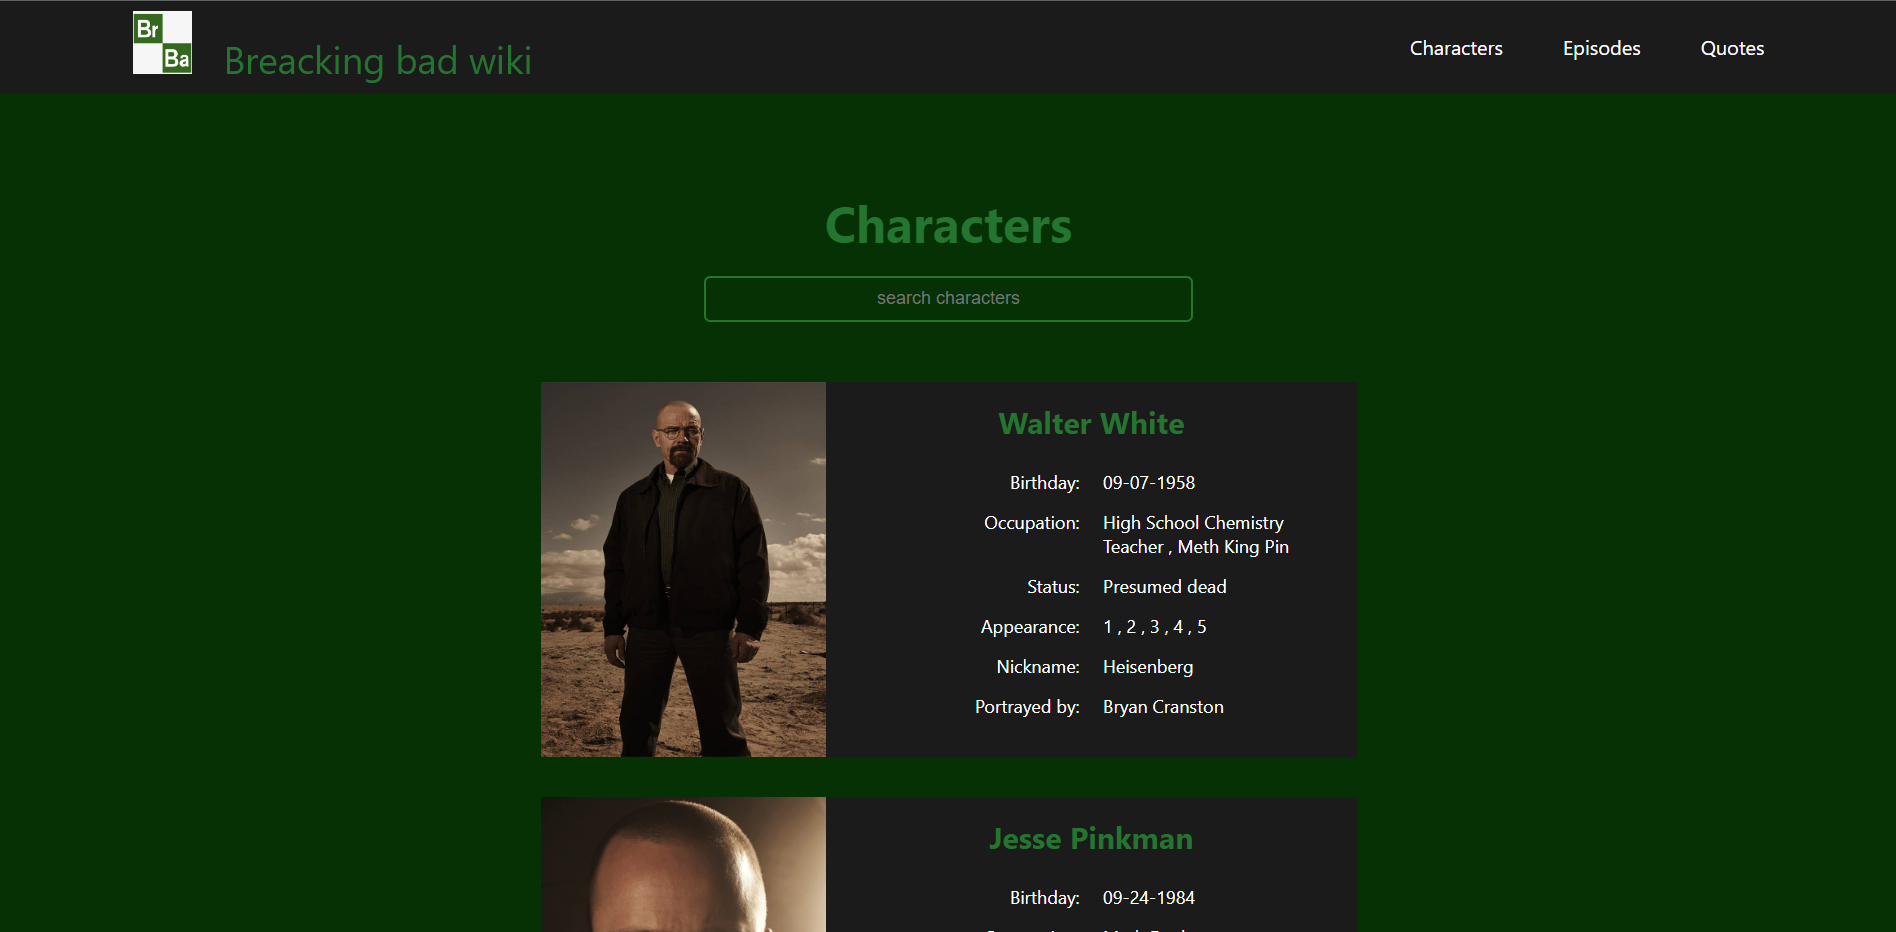 Br
Ba
Breacking bad wiki
Characters
Episodes
Quotes
Characters
search characters
Walter White
Birthday: 09-07-1958
Occupation: High School Chemistry
Teacher , Meth King Pin
Status: Presumed dead
Appearance: 1 , 2 , 3 , 4 , 5
Nickname: Heisenberg
Portrayed by: Bryan Cranston
Jesse Pinkman
Birthday: 09-24-1984